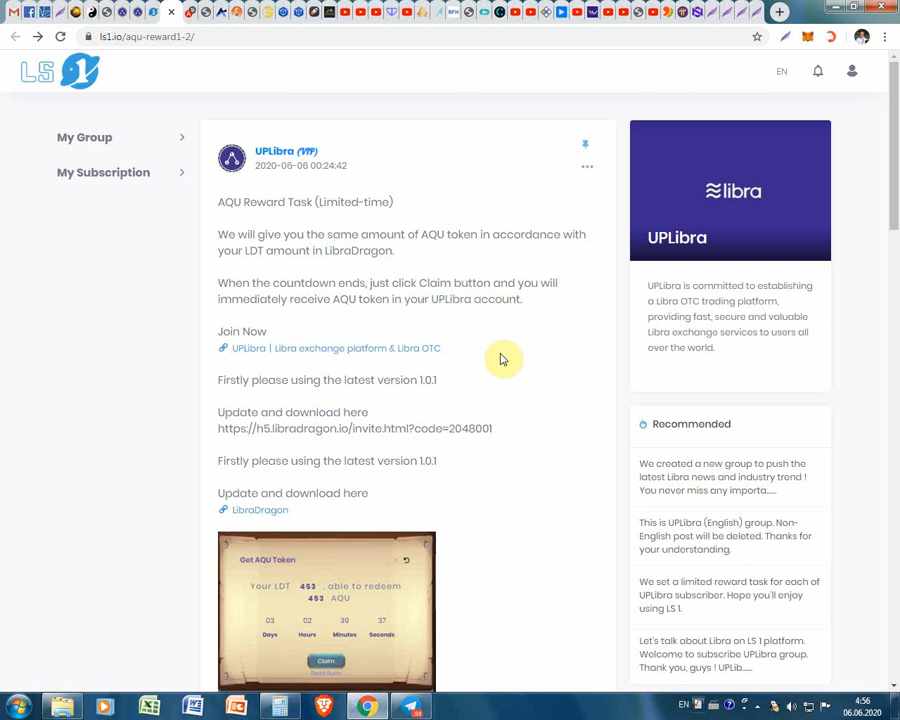 ls1.io/aqu-reward1-2/
LS 1
EN
My Group
My Subscription
UPLibra (VIP)
2020-06-06 00:24:42
AQU Reward Task (Limited-time)
We will give you the same amount of AQU token in accordance with
your LDT amount in LibraDragon.
When the countdown ends, just click Claim button and you will
immediately receive AQU token in your UPLibra account.
Join Now
UPLibra | Libra exchange platform & Libra OTC
Firstly please using the latest version 1.0.1
Update and download here
https://h5.libradragon.io/invite.html?code=2048001
Firstly please using the latest version 1.0.1
Update and download here
LibraDragon
Get AQU Token
Your LDT 453 , able to redeem
453 AQU
03 02 39 37
Days Hours Minutes Seconds
Claim
Read Rules
libra
UPLibra
UPLibra is committed to establishing
a Libra OTC trading platform,
providing fast, secure and valuable
Libra exchange services to users all
over the world.
Recommended
We created a new group to push the
latest Libra news and industry trend !
You never miss any importa......
This is UPLibra (English) group. Non-
English post will be deleted. Thanks for
your understanding.
We set a limited reward task for each of
UPLibra subscriber. Hope you'll enjoy
using LS 1.
Let's talk about Libra on LS 1 platform.
Welcome to subscribe UPLibra group.
Thank you, guys ! UPLib......
EN
4:56
06.06.2020